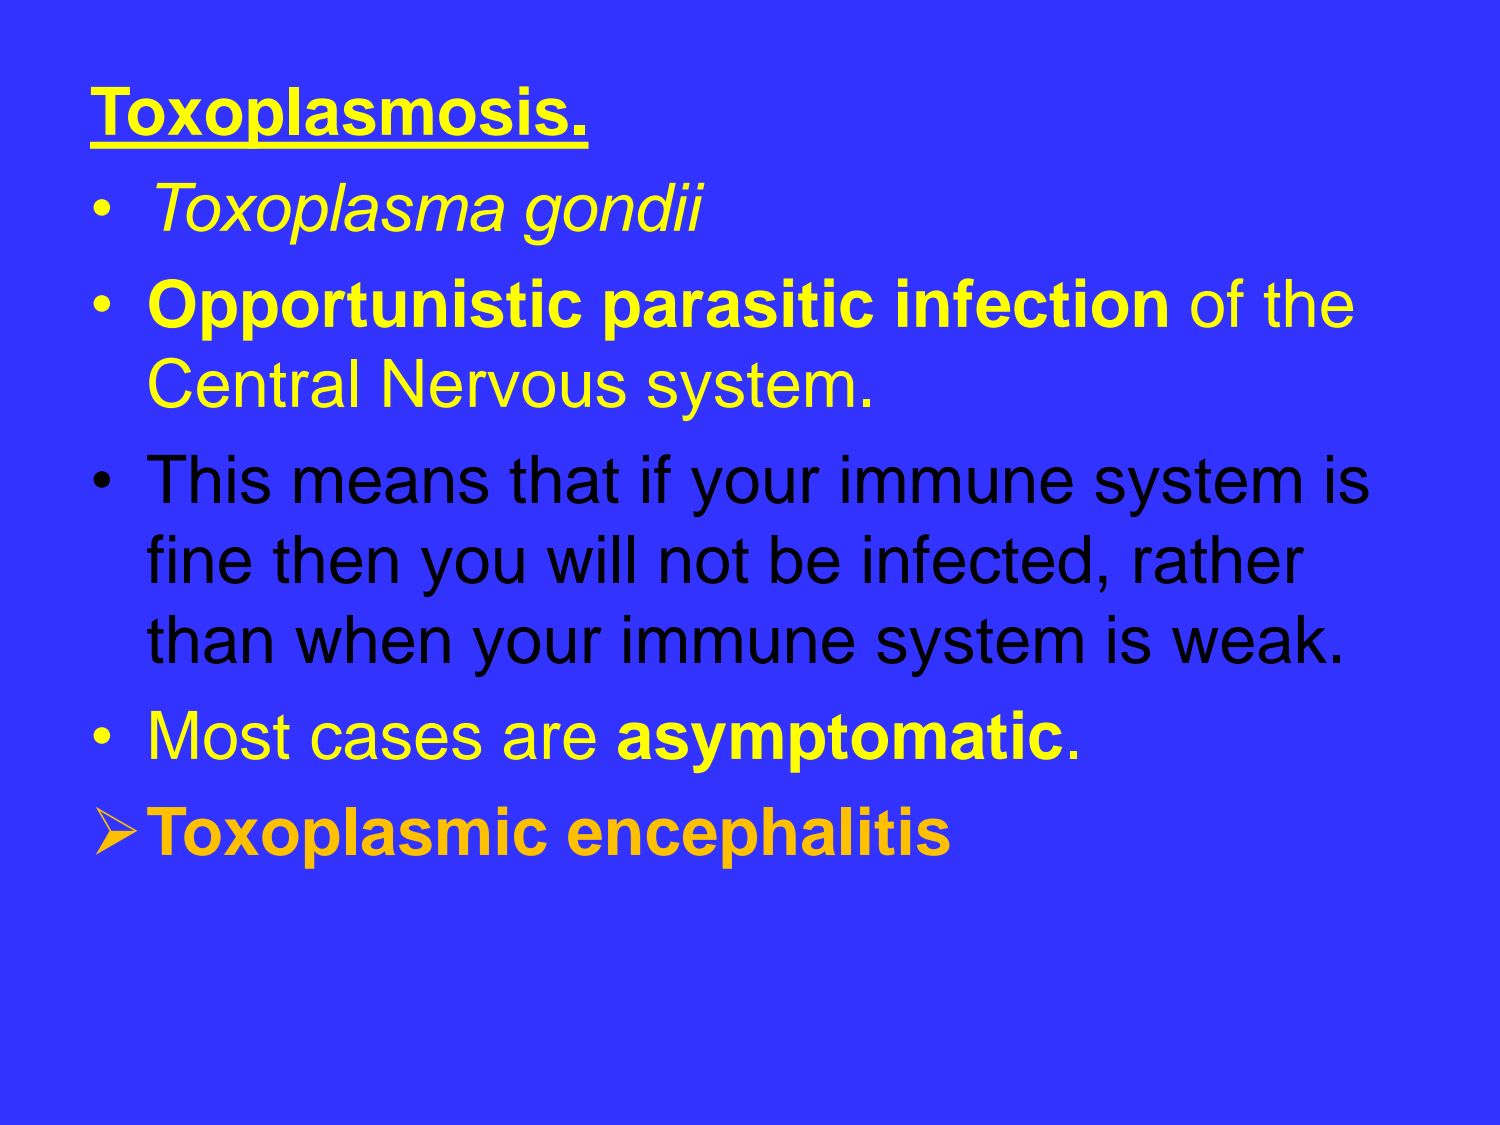 Toxoplasmosis.
• Toxoplasma gondii
• Opportunistic parasitic infection of the
Central Nervous system.
• This means that if your immune system is
fine then you will not be infected, rather
than when your immune system is weak.
• Most cases are asymptomatic.
➢ Toxoplasmic encephalitis